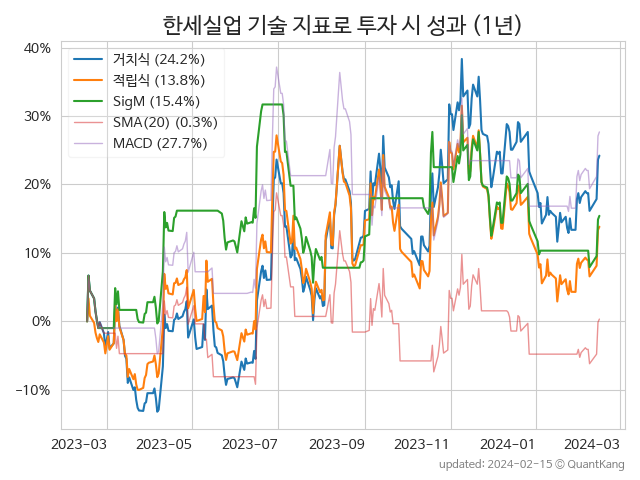 한세실업 기술 지표로 투자 시 성과 (1년)
40%
30%
20%
10%
0%
−10%
거치식 (24.2%)
적립식 (13.8%)
SigM (15.4%)
SMA(20) (0.3%)
MACD (27.7%)
2023-03 2023-05 2023-07 2023-09 2023-11 2024-01 2024-03
updated: 2024-02-15 © QuantKang